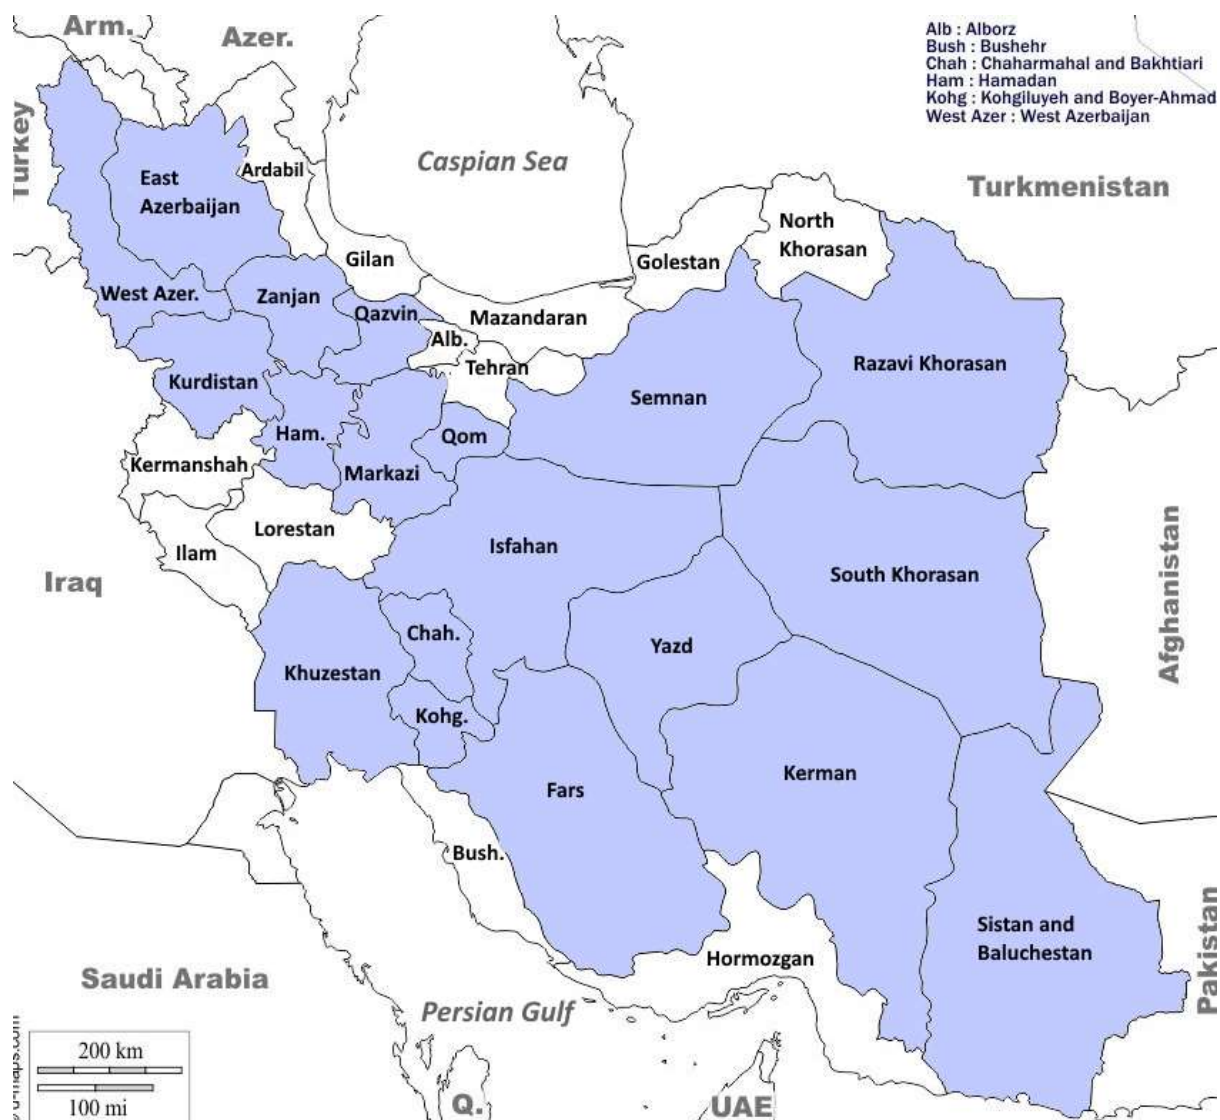 Arm.
Azer.
Alb : Alborz
Bush : Bushehr
Chah : Chaharmahal and Bakhtiari
Ham : Hamadan
Kohg : Kohgiluyeh and Boyer-Ahmad
West Azer : West Azerbaijan
Turkey
Caspian Sea
Turkmenistan
Ardabil
East
Azerbaijan
North
Khorasan
Gilan
Golestan
West Azer.
Zanjan
Qazvin
Mazandaran
Alb.
Tehran
Razavi Khorasan
Kurdistan
Semnan
Ham.
Qom
Kermanshah
Markazi
Lorestan
Isfahan
Ilam
Iraq
South Khorasan
Afghanistan
Chah.
Yazd
Khuzestan
Kohg.
Kerman
Fars
Bush.
Sistan and
Baluchestan
Pakistan
Hormozgan
Saudi Arabia
Persian Gulf
200 km
100 mi
d-maps.com
Q.
UAE